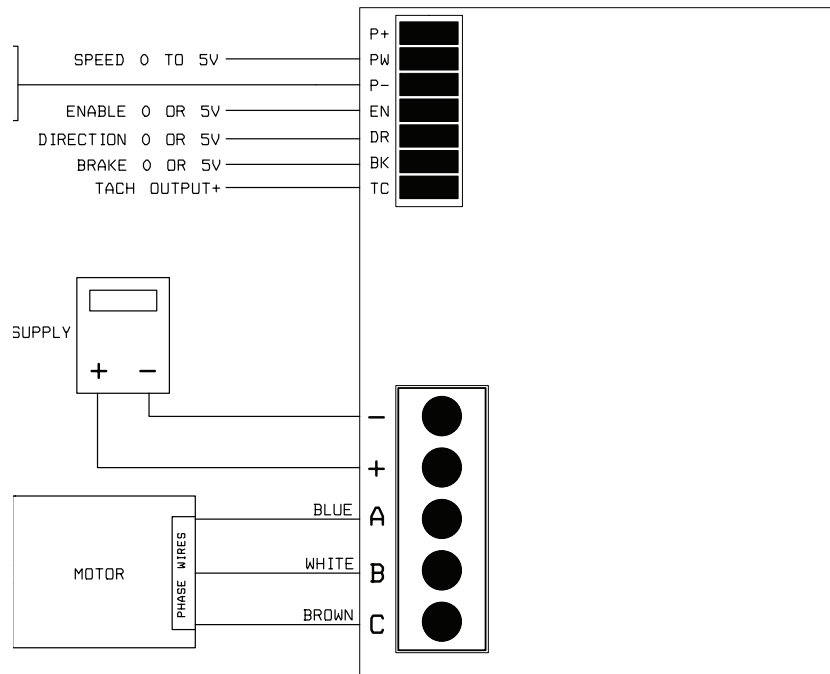 P+
SPEED 0 TO 5V PW
P-
ENABLE 0 OR 5V EN
DIRECTION 0 OR 5V DR
BRAKE 0 OR 5V BK
TACH OUTPUT+ TC
SUPPLY
+ -
-
+
BLUE A
MOTOR
PHASE WIRES
WHITE B
BROWN C